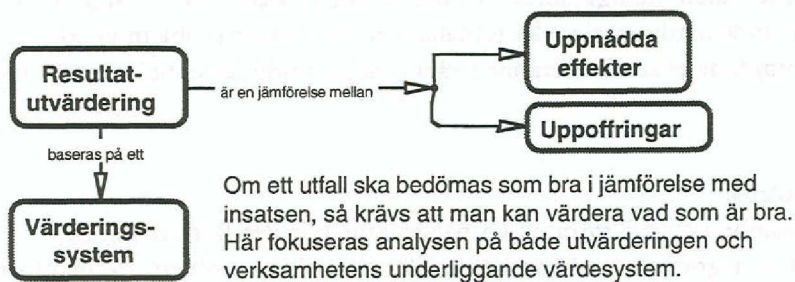 Resultat-
utvärdering
är en jämförelse mellan
Uppnådda
effekter
Uppoffringar
baseras på ett
Värderings-
system
Om ett utfall ska bedömas som bra i jämförelse med
insatsen, så krävs att man kan värdera vad som är bra.
Här fokuseras analysen på både utvärderingen och
verksamhetens underliggande värdesystem.